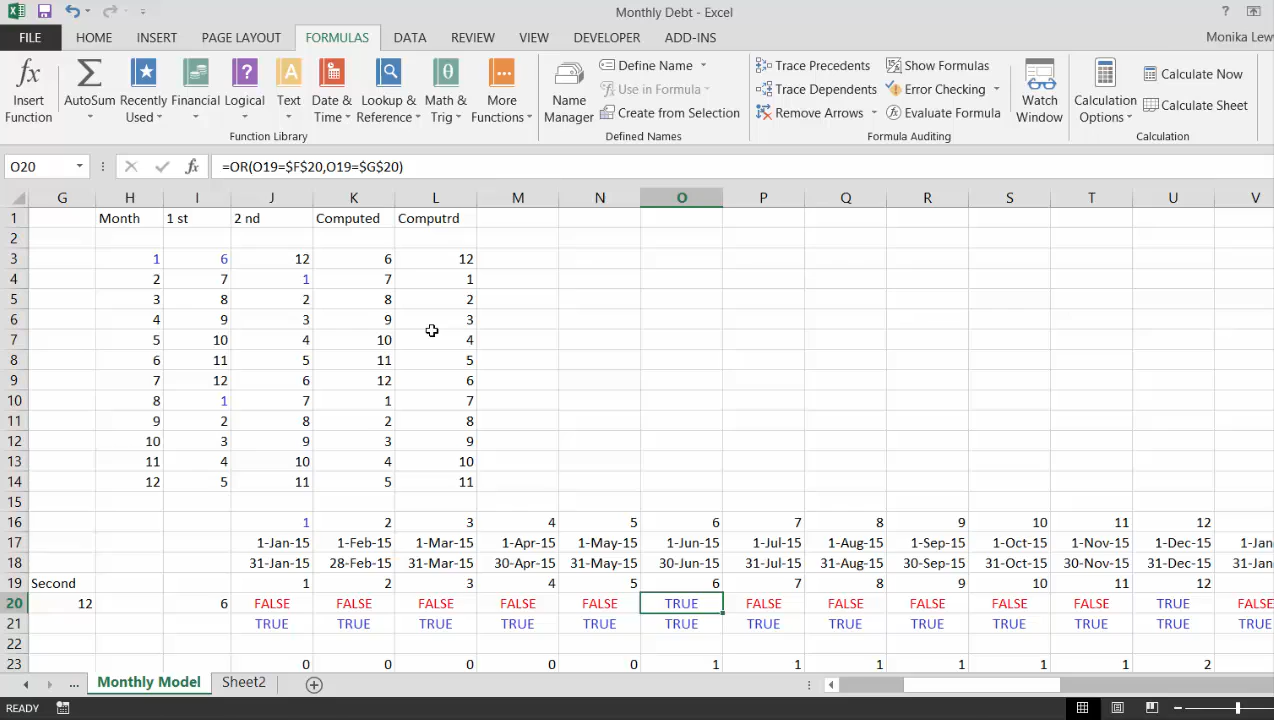 Monthly Debt - Excel
?
FILE HOME INSERT PAGE LAYOUT FORMULAS DATA REVIEW VIEW DEVELOPER ADD-INS Monika
fx Insert Function
Σ AutoSum
Recently Used
Financial
Logical
Text
Date & Time
Lookup & Reference
Math & Trig
More Functions
Function Library
Name Manager
Define Name
Use in Formula
Create from Selection
Defined Names
Trace Precedents
Trace Dependents
Remove Arrows
Show Formulas
Error Checking
Evaluate Formula
Formula Auditing
Watch Window
Calculation Options
Calculate Now
Calculate Sheet
Calculation
O20 fx =OR(O19=$F$20,O19=$G$20)
G H I J K L M N O P Q R S T U V
1 Month 1 st 2 nd Computed Computrd
2
3 1 6 12 6 12
4 2 7 1 7 1
5 3 8 2 8 2
6 4 9 3 9 3
7 5 10 4 10 4
8 6 11 5 11 5
9 7 12 6 12 6
10 8 1 7 1 7
11 9 2 8 2 8
12 10 3 9 3 9
13 11 4 10 4 10
14 12 5 11 5 11
15
16 1 2 3 4 5 6 7 8 9 10 11 12
17 1-Jan-15 1-Feb-15 1-Mar-15 1-Apr-15 1-May-15 1-Jun-15 1-Jul-15 1-Aug-15 1-Sep-15 1-Oct-15 1-Nov-15 1-Dec-15 1-Jan
18 31-Jan-15 28-Feb-15 31-Mar-15 30-Apr-15 31-May-15 30-Jun-15 31-Jul-15 31-Aug-15 30-Sep-15 31-Oct-15 30-Nov-15 31-Dec-15 31-Jan
19 Second 1 2 3 4 5 6 7 8 9 10 11 12
20 12 6 FALSE FALSE FALSE FALSE FALSE TRUE FALSE FALSE FALSE FALSE FALSE TRUE FALSE
21 TRUE TRUE TRUE TRUE TRUE TRUE TRUE TRUE TRUE TRUE TRUE TRUE TRUE
22
23 0 0 0 0 0 1 1 1 1 1 1 2
... Monthly Model Sheet2
READY